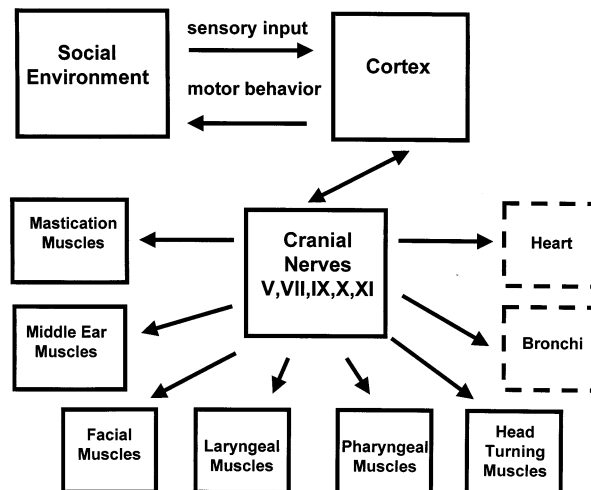 Social
Environment
sensory input
motor behavior
Cortex
Mastication
Muscles
Cranial
Nerves
V,VII,IX,X,XI
Heart
Middle Ear
Muscles
Bronchi
Facial
Muscles
Laryngeal
Muscles
Pharyngeal
Muscles
Head
Turning
Muscles